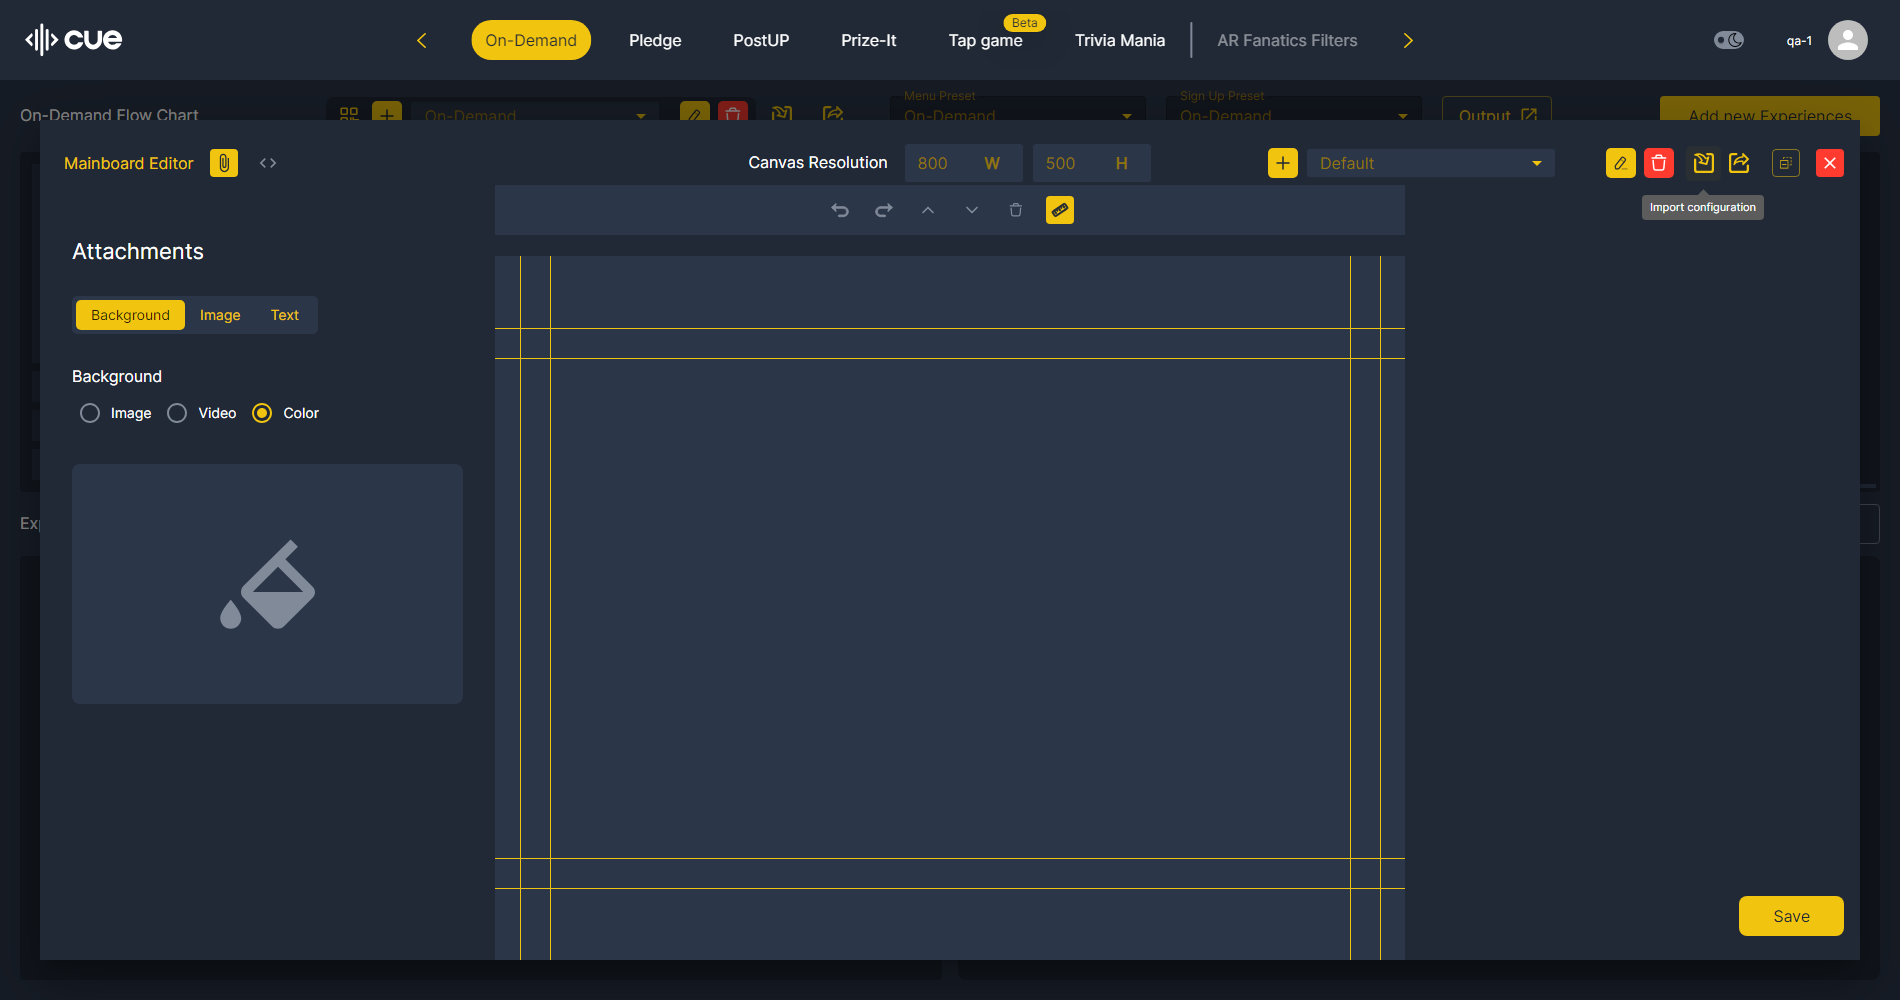 cue
On-Demand
Pledge
PostUP
Prize-It
Tap game
Beta
Trivia Mania
AR Fanatics Filters
qa-1
On-Demand Flow Chart
On-Demand
Menu Preset
On-Demand
Sign Up Preset
On-Demand
Output
Add new Experiences
Mainboard Editor
Canvas Resolution
800 W
500 H
Default
Import configuration
Attachments
Background
Image
Text
Background
Image
Video
Color
Save